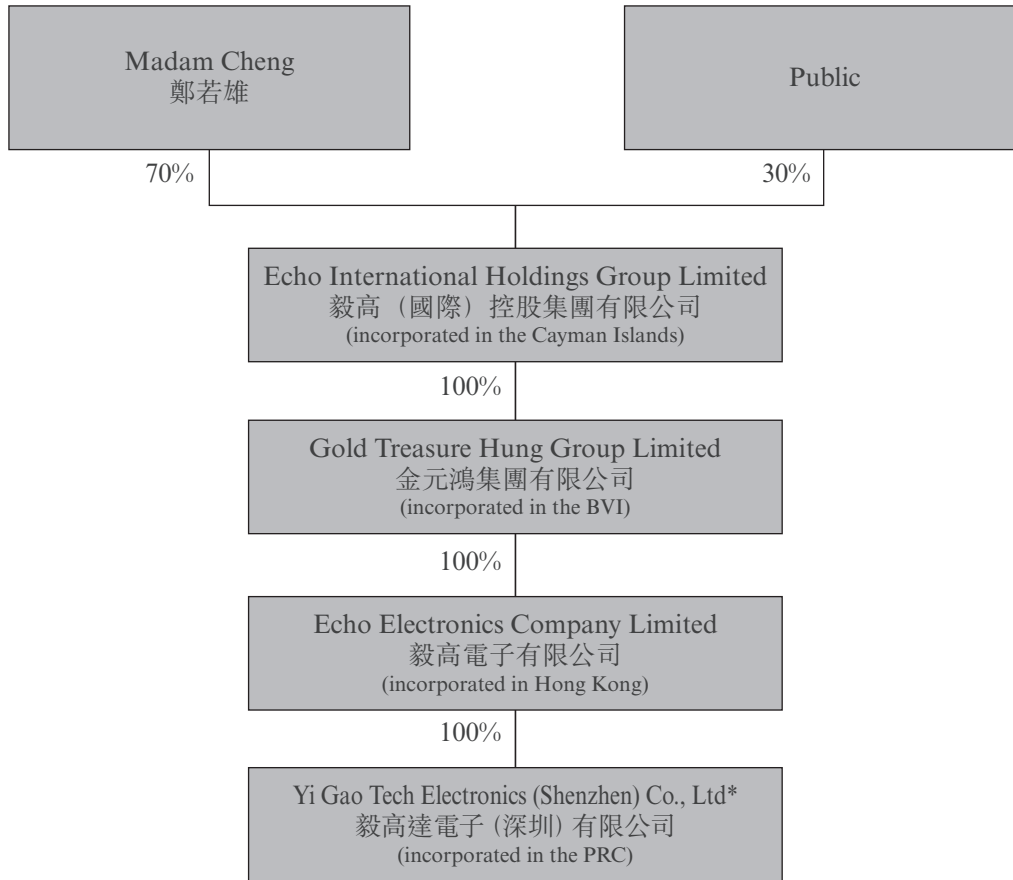 Madam Cheng
鄭若雄
Public
70%
30%
Echo International Holdings Group Limited
毅高（國際）控股集團有限公司
(incorporated in the Cayman Islands)
100%
Gold Treasure Hung Group Limited
金元鴻集團有限公司
(incorporated in the BVI)
100%
Echo Electronics Company Limited
毅高電子有限公司
(incorporated in Hong Kong)
100%
Yi Gao Tech Electronics (Shenzhen) Co., Ltd*
毅高達電子（深圳）有限公司
(incorporated in the PRC)